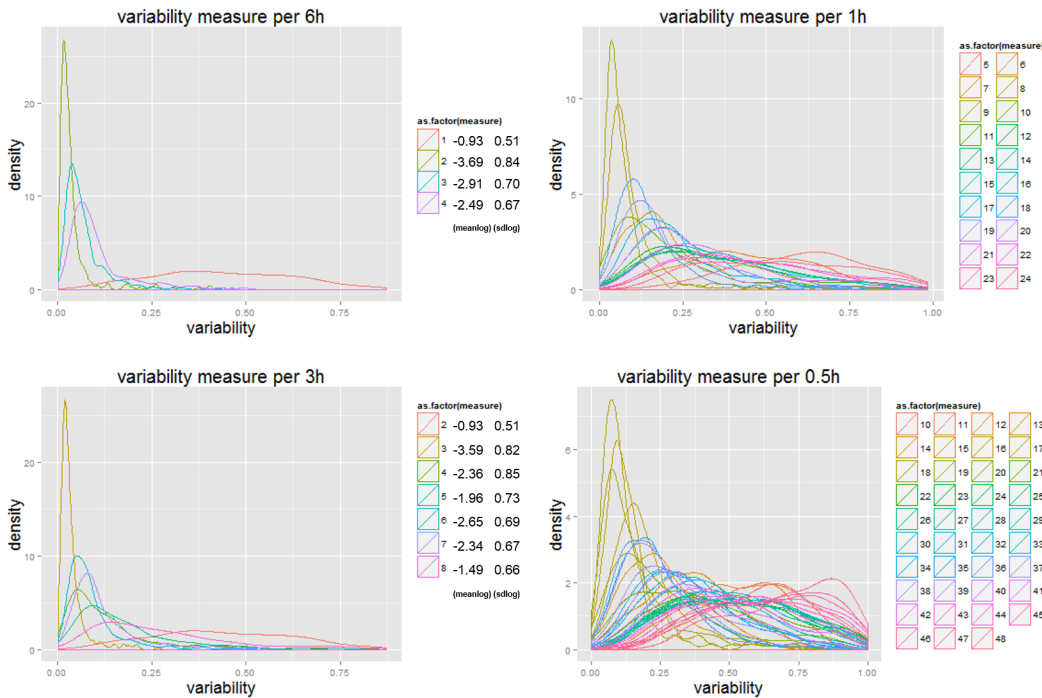 variability measure per 6h
20
10
0
density
0.00 0.25 0.50 0.75
variability
as.factor(measure)
1 -0.93 0.51
2 -3.69 0.84
3 -2.91 0.70
4 -2.49 0.67
(meanlog) (sdlog)
variability measure per 1h
10
5
0
density
0.00 0.25 0.50 0.75 1.00
variability
as.factor(measure)
5 6
7 8
9 10
11 12
13 14
15 16
17 18
19 20
21 22
23 24
variability measure per 3h
20
10
0
density
0.00 0.25 0.50 0.75
variability
as.factor(measure)
2 -0.93 0.51
3 -3.59 0.82
4 -2.36 0.85
5 -1.96 0.73
6 -2.65 0.69
7 -2.34 0.67
8 -1.49 0.66
(meanlog) (sdlog)
variability measure per 0.5h
6
4
2
0
density
0.00 0.25 0.50 0.75 1.00
variability
as.factor(measure)
10 11 12 13
14 15 16 17
18 19 20 21
22 23 24 25
26 27 28 29
30 31 32 33
34 35 36 37
38 39 40 41
42 43 44 45
46 47 48